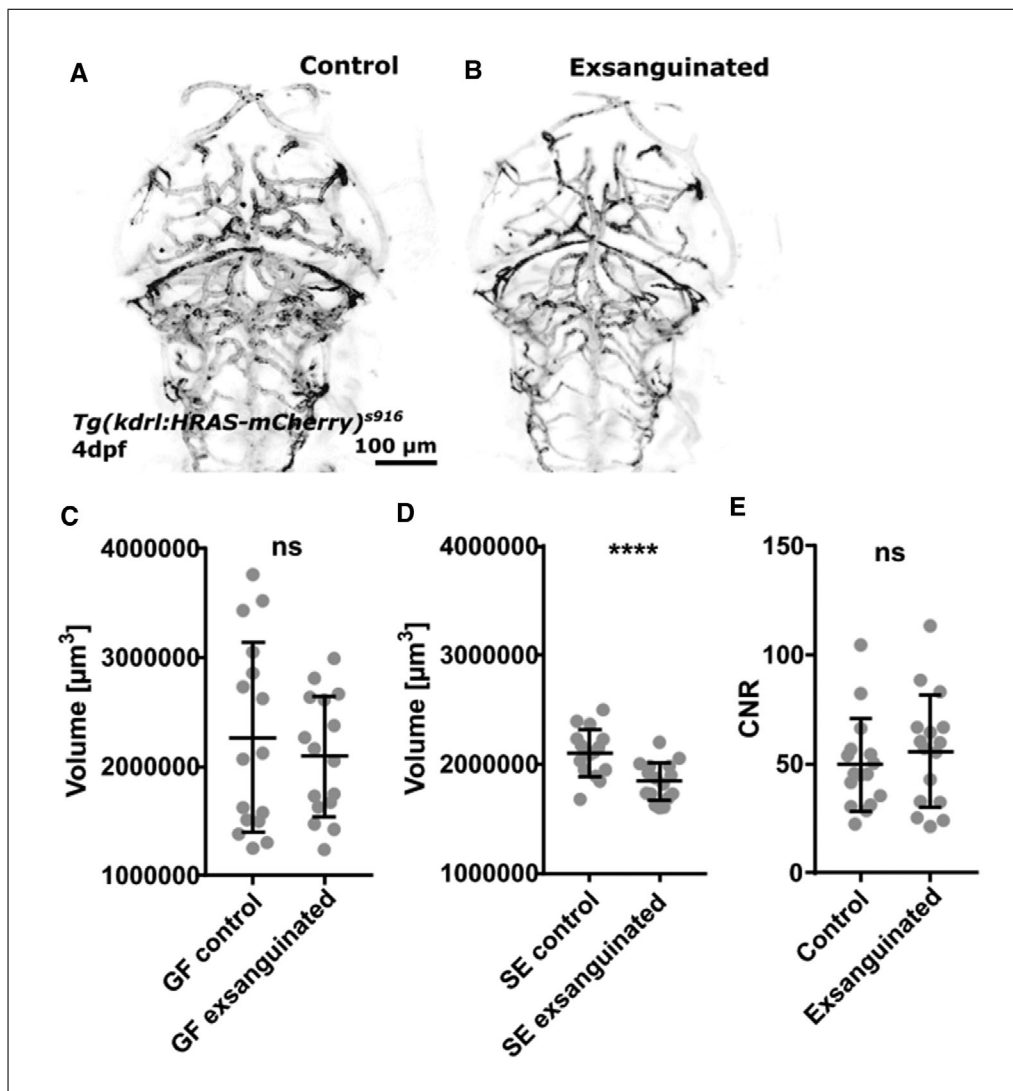 A Control B Exsanguinated
Tg(kdrl:HRAS-mCherry)s916
4dpf 100 μm
C D E
ns **** ns
4000000 4000000 150
3000000 3000000 100
2000000 2000000 50
1000000 1000000 0
Volume [μm3] Volume [μm3] CNR
GF control SE control Control
GF exsanguinated SE exsanguinated Exsanguinated